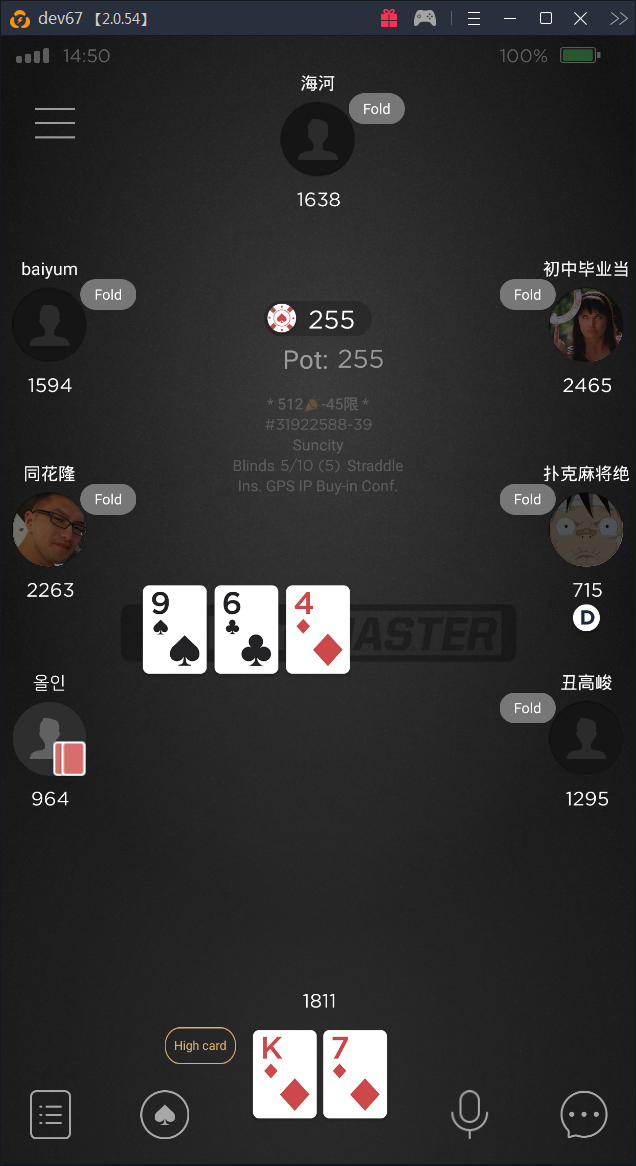 dev67 【2.0.54】
14:50
100%
海河
Fold
1638
baiyum
Fold
1594
初中毕业当
Fold
2465
255
Pot: 255
* 512🍕-45限 *
#31922588-39
Suncity
Blinds 5/10 (5) Straddle
Ins. GPS IP Buy-in Conf.
同花隆
Fold
2263
扑克麻将绝
Fold
715
D
9
6
4
MASTER
올인
964
丑高峻
Fold
1295
1811
High card
K
7